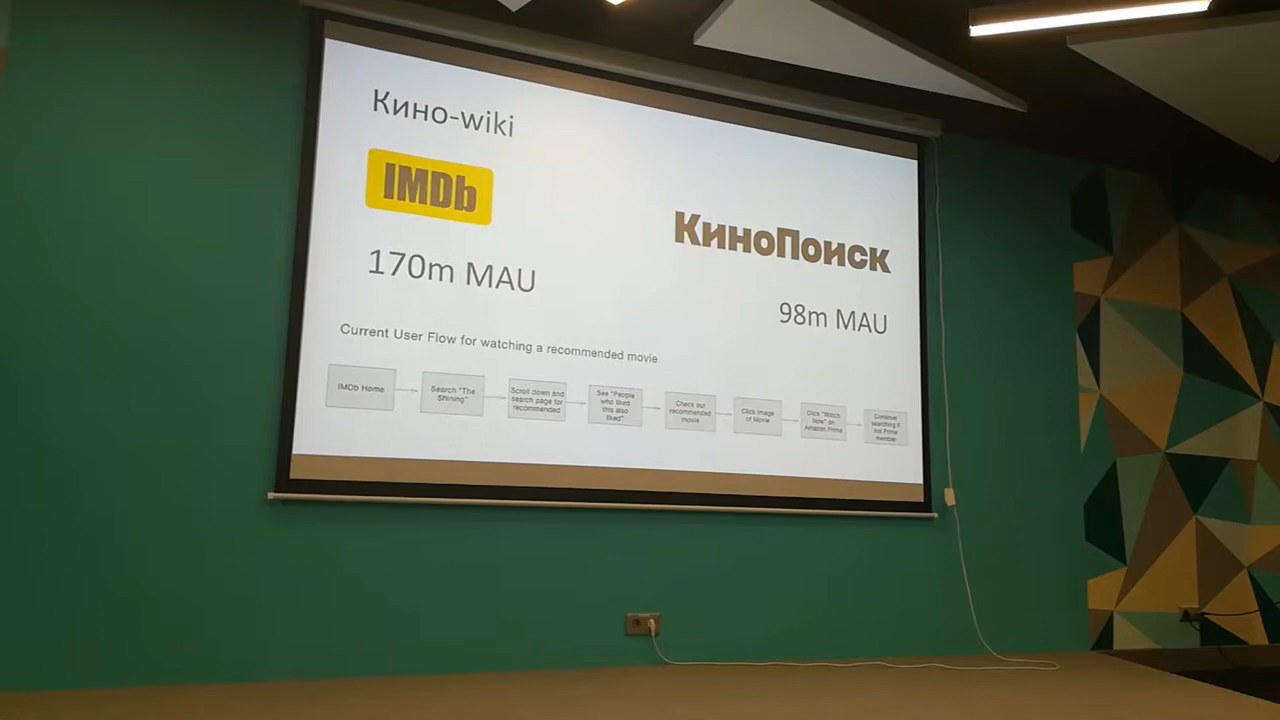 Кино-wiki
IMDb
КиноПоиск
170m MAU
98m MAU
Current User Flow for watching a recommended movie
IMDb Home
Search "The
Shining"
Scroll down and
search page for
recommended
See "People
who liked
this also
liked"
Check out
recommended
movie
Click Image
of Movie
Click "Watch
Now" on
Amazon Prime
Continue
searching if
not Prime
member